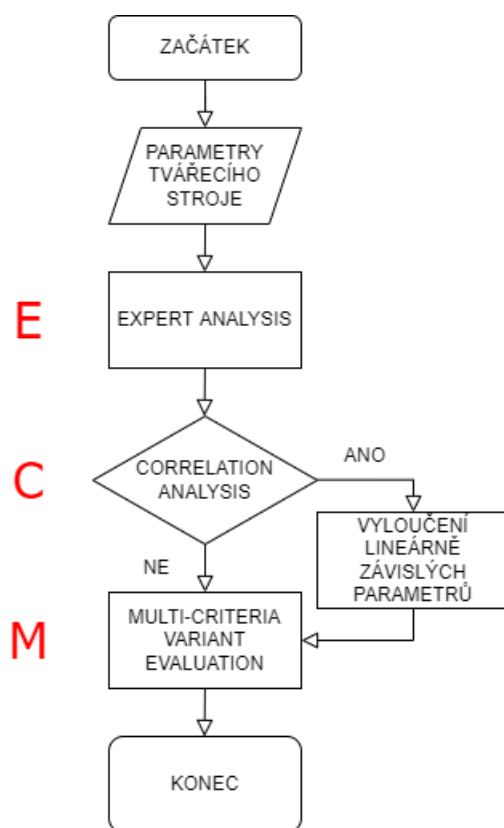 ZAČÁTEK
PARAMETRY
TVÁŘECÍHO
STROJE
E
EXPERT ANALYSIS
C
CORRELATION
ANALYSIS
ANO
VYLOUČENÍ
LINEÁRNĚ
ZÁVISLÝCH
PARAMETRŮ
NE
M
MULTI-CRITERIA
VARIANT
EVALUATION
KONEC